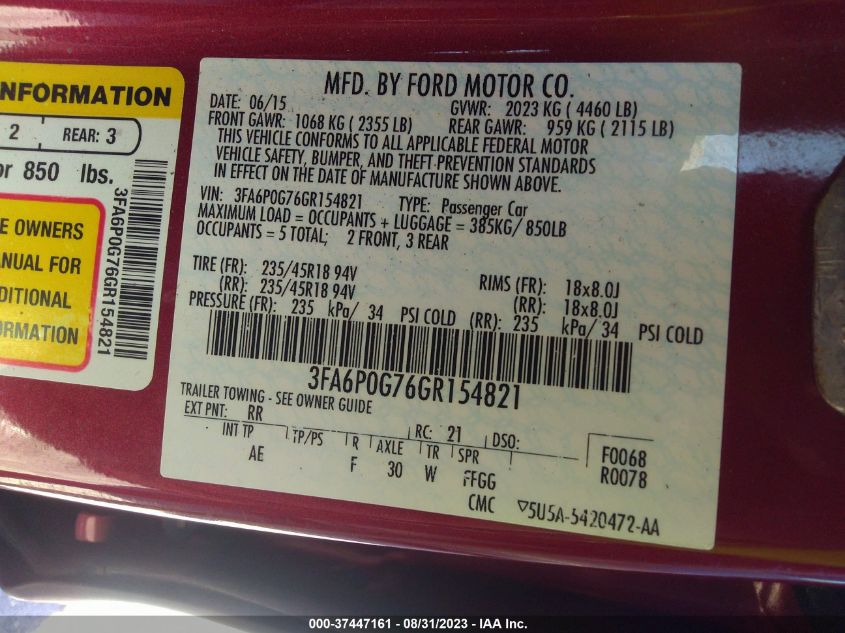 NFORMATION
2
REAR: 3
or 850 lbs.
E OWNERS
ANUAL FOR
DITIONAL
ORMATION
3FA6P0G76GR154821
MFD. BY FORD MOTOR CO.
DATE: 06/15 GVWR: 2023 KG ( 4460 LB)
FRONT GAWR: 1068 KG ( 2355 LB) REAR GAWR: 959 KG ( 2115 LB)
THIS VEHICLE CONFORMS TO ALL APPLICABLE FEDERAL MOTOR
VEHICLE SAFETY, BUMPER, AND THEFT PREVENTION STANDARDS
IN EFFECT ON THE DATE OF MANUFACTURE SHOWN ABOVE.
VIN: 3FA6P0G76GR154821 TYPE: Passenger Car
MAXIMUM LOAD = OCCUPANTS + LUGGAGE = 385KG/ 850LB
OCCUPANTS = 5 TOTAL; 2 FRONT, 3 REAR
TIRE (FR): 235/45R18 94V RIMS (FR): 18x8.0J
(RR): 235/45R18 94V (RR): 18x8.0J
PRESSURE (FR): 235 kPa/ 34 PSI COLD (RR): 235 kPa/ 34 PSI COLD
3FA6P0G76GR154821
TRAILER TOWING - SEE OWNER GUIDE
EXT PNT: RR RC: 21 DSO:
INT TP TP/PS R AXLE TR SPR F0068
AE F 30 W FFGG R0078
CMC ▽5U5A-5420472-AA
000-37447161 - 08/31/2023 - IAA Inc.